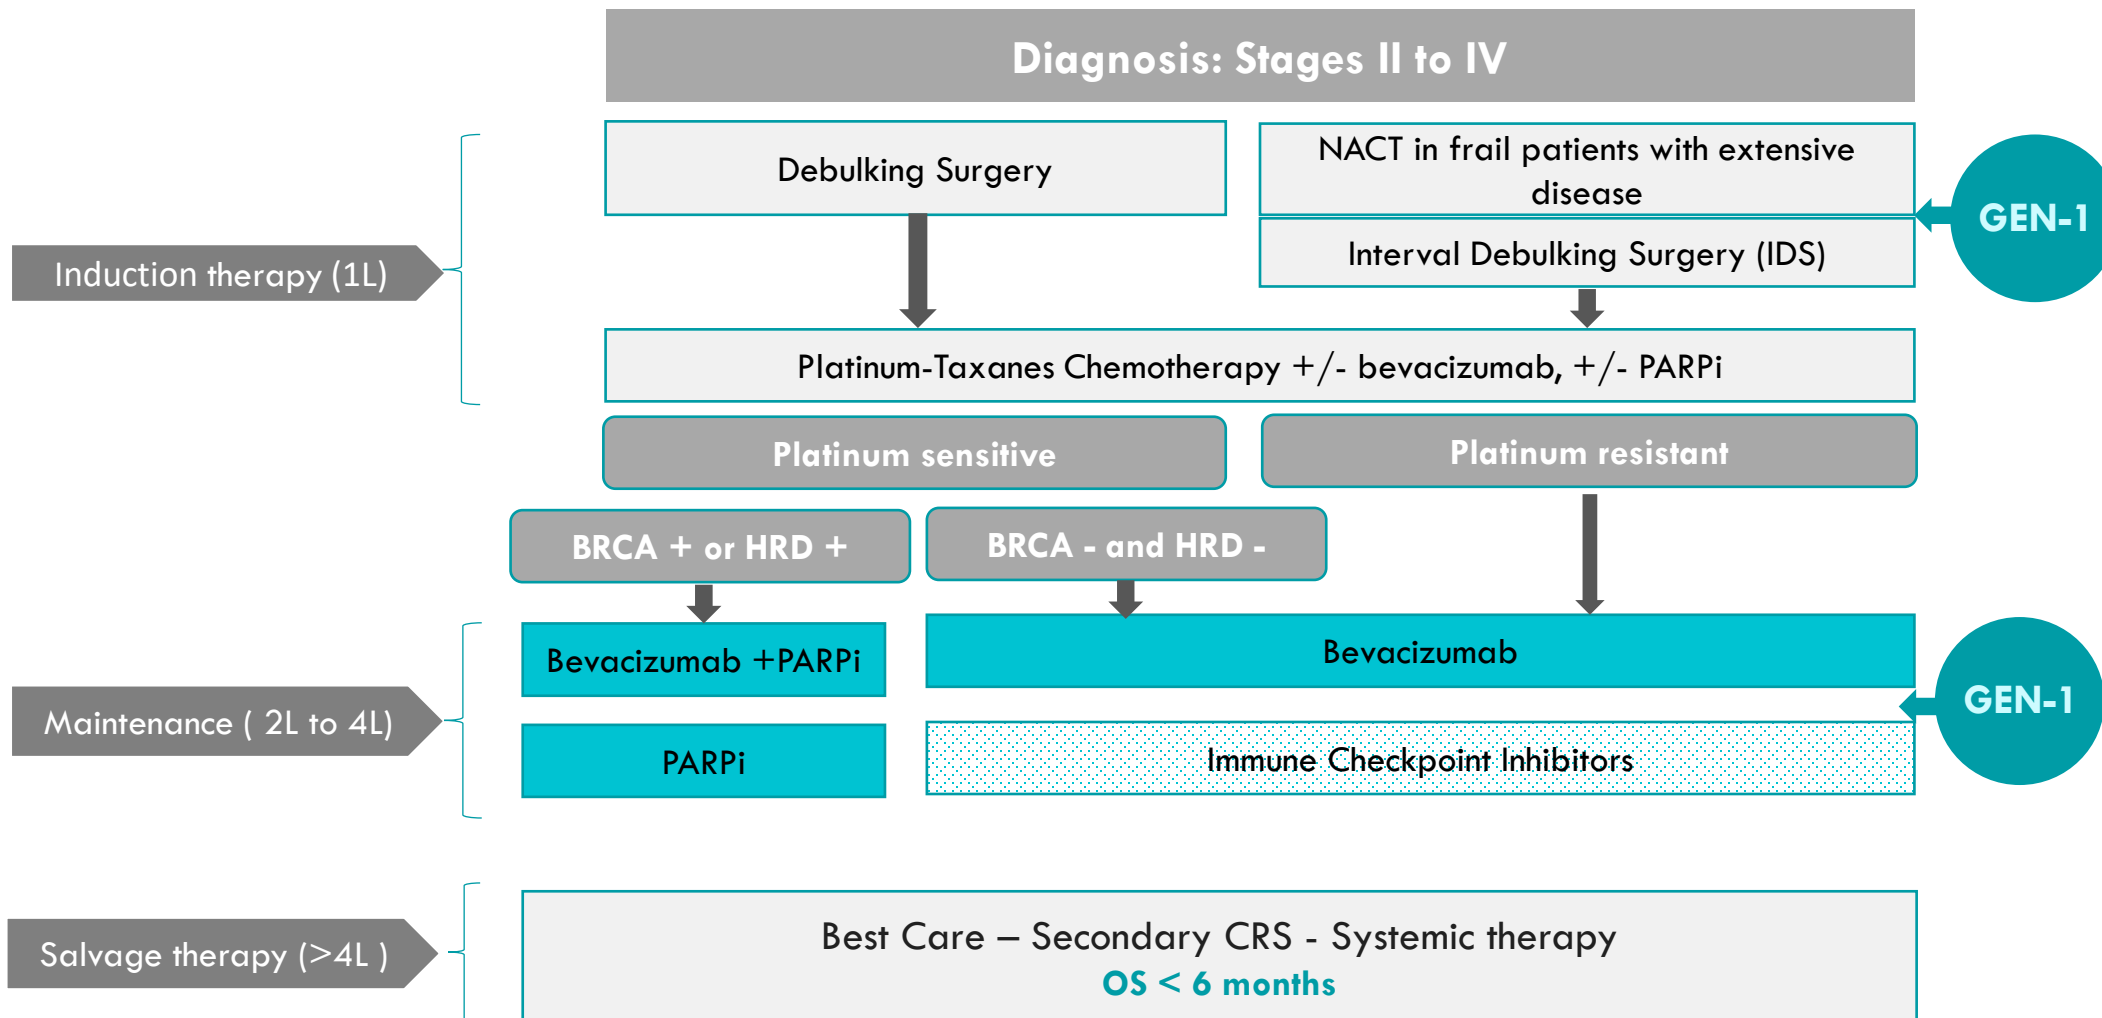 Diagnosis: Stages II to IV
Debulking Surgery
NACT in frail patients with extensive
disease
GEN-1
Interval Debulking Surgery (IDS)
Induction therapy (1L)
Platinum-Taxanes Chemotherapy +/- bevacizumab, +/- PARPi
Platinum sensitive
Platinum resistant
BRCA + or HRD +
BRCA - and HRD -
Bevacizumab +PARPi
Bevacizumab
Maintenance ( 2L to 4L)
GEN-1
PARPi
Immune Checkpoint Inhibitors
Salvage therapy (>4L )
Best Care – Secondary CRS - Systemic therapy
OS < 6 months